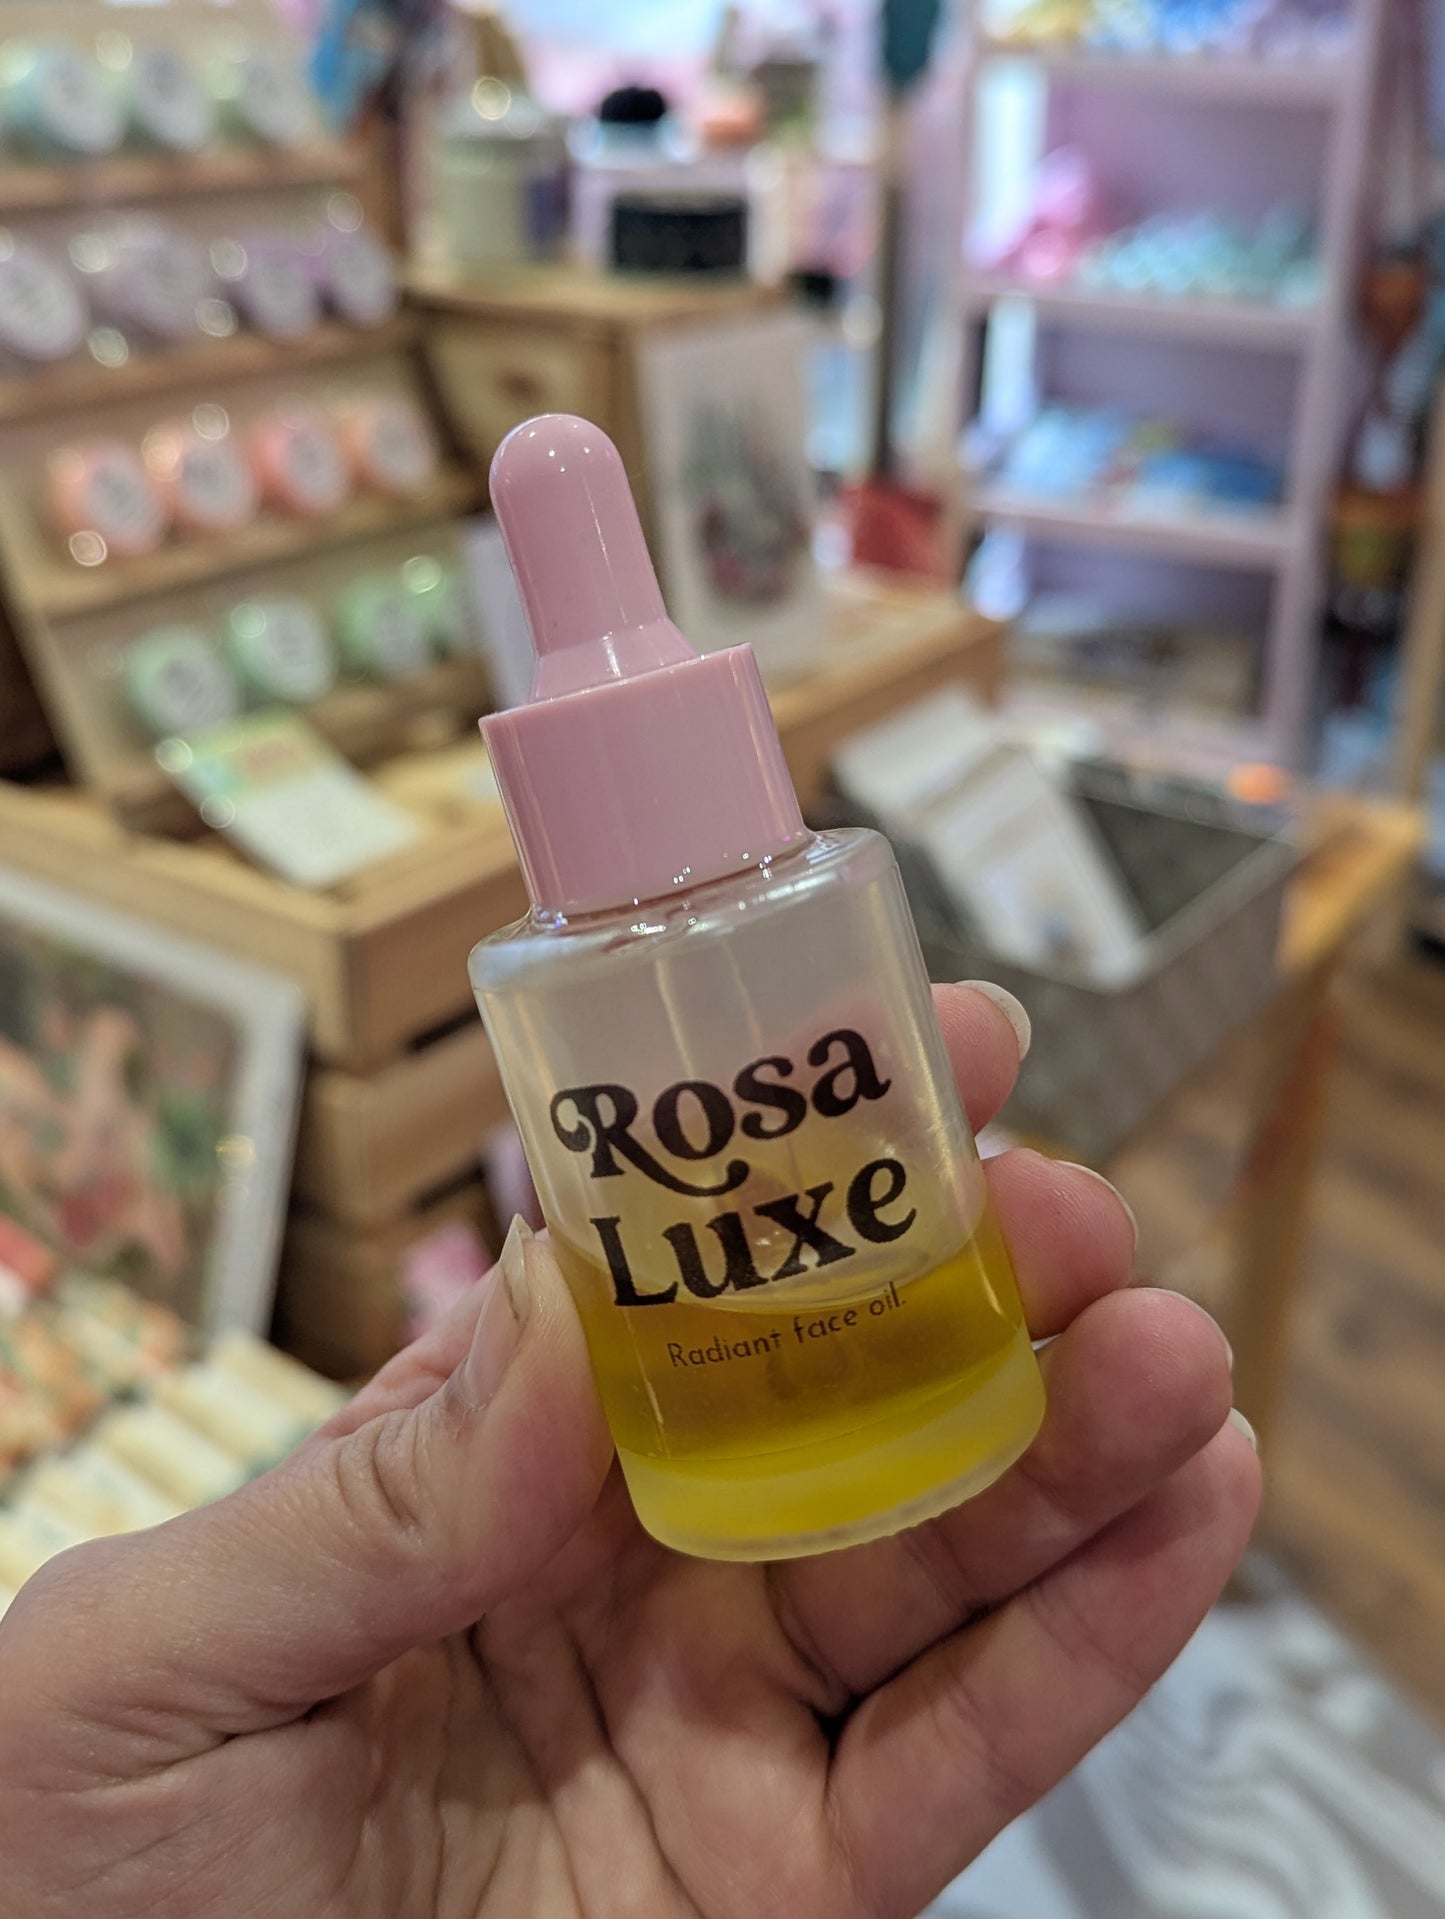 Rosa
Luxe
Radiant face oil.